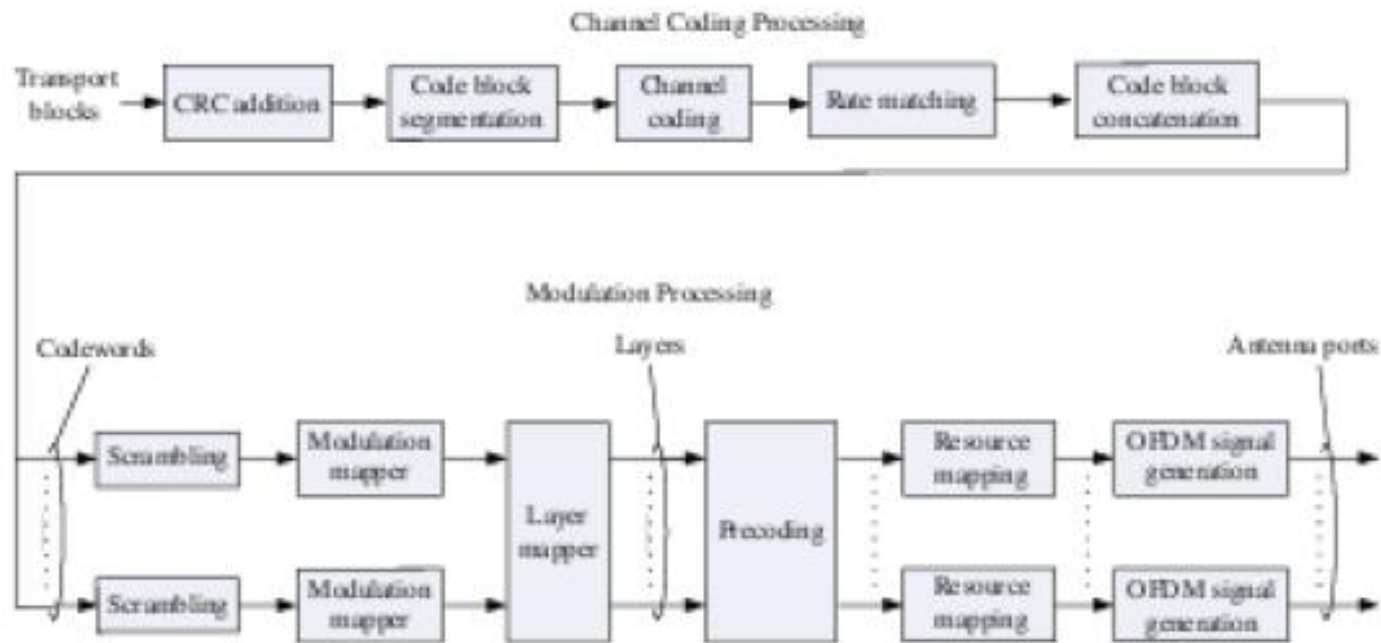 Channel Coding Processing
Transport
blocks
CRC addition
Code block
segmentation
Channel
coding
Rate matching
Code block
concatenation
Modulation Processing
Codewords
Layers
Antenna ports
Scrambling
Modulation
mapper
Layer
mapper
Precoding
Resource
mapping
OFDM signal
generation
Scrambling
Modulation
mapper
Resource
mapping
OFDM signal
generation